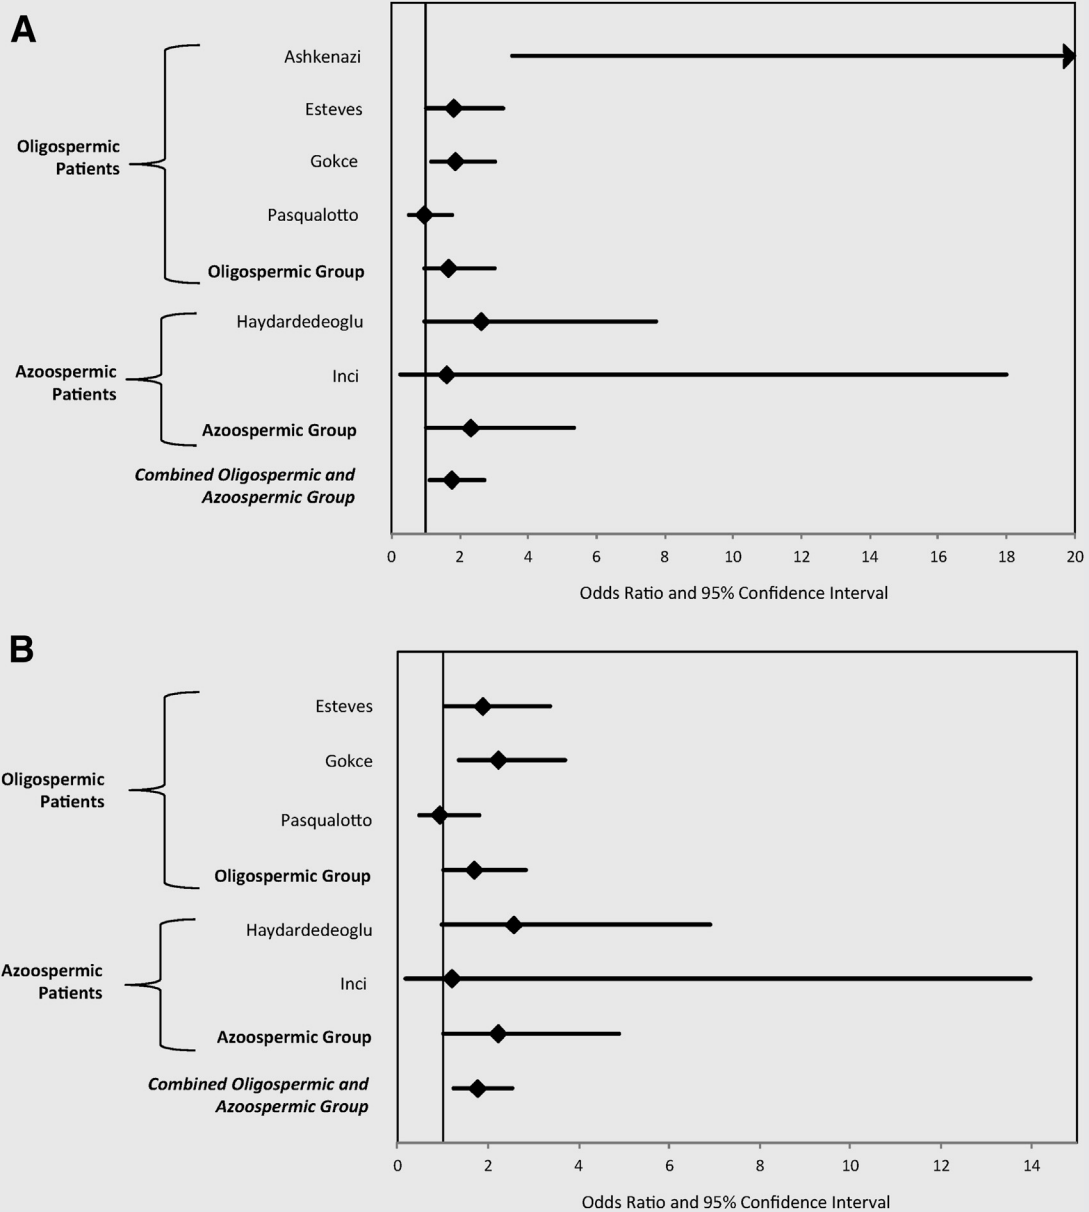 A
Ashkenazi
Esteves
Oligospermic
Patients
Gokce
Pasqualotto
Oligospermic Group
Haydardedeoglu
Azoospermic
Patients
Inci
Azoospermic Group
Combined Oligospermic and
Azoospermic Group
0 2 4 6 8 10 12 14 16 18 20
Odds Ratio and 95% Confidence Interval
B
Esteves
Gokce
Oligospermic
Patients
Pasqualotto
Oligospermic Group
Haydardedeoglu
Azoospermic
Patients
Inci
Azoospermic Group
Combined Oligospermic and
Azoospermic Group
0 2 4 6 8 10 12 14
Odds Ratio and 95% Confidence Interval